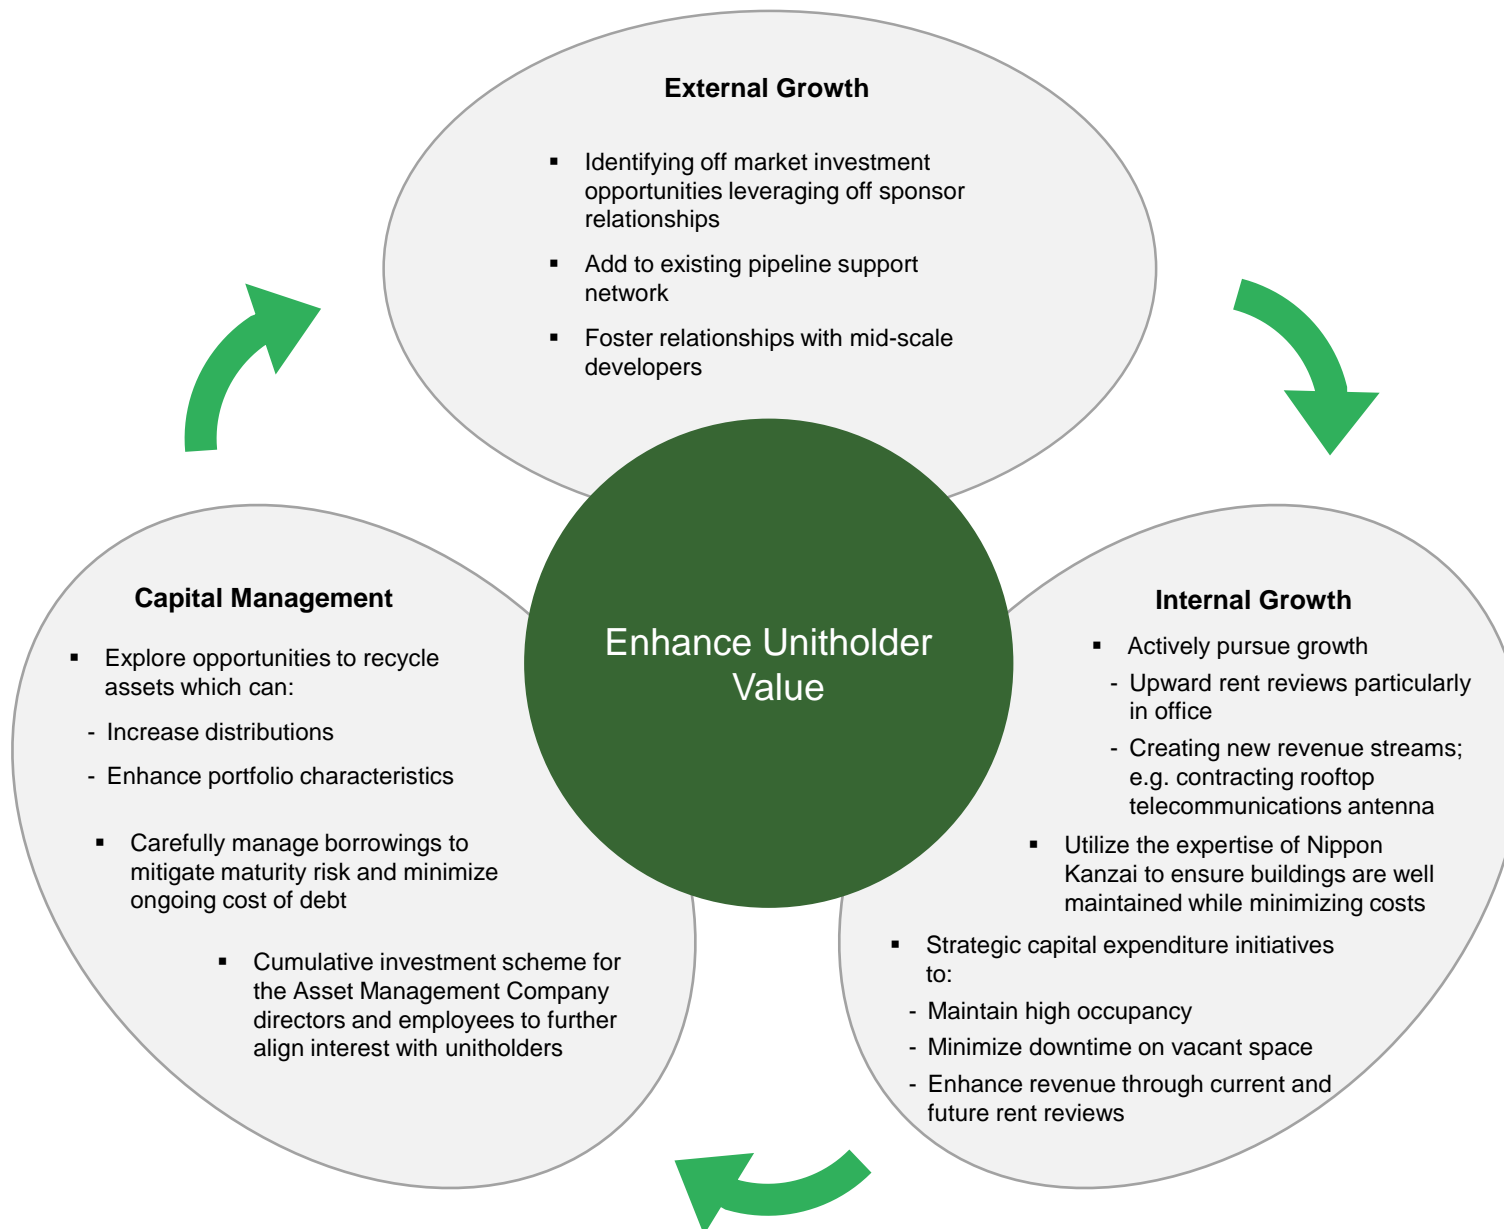 External Growth
▪ Identifying off market investment
opportunities leveraging off sponsor
relationships
▪ Add to existing pipeline support
network
▪ Foster relationships with mid-scale
developers
Enhance Unitholder
Value
Capital Management
▪ Explore opportunities to recycle
assets which can:
- Increase distributions
- Enhance portfolio characteristics
▪ Carefully manage borrowings to
mitigate maturity risk and minimize
ongoing cost of debt
▪ Cumulative investment scheme for
the Asset Management Company
directors and employees to further
align interest with unitholders
Internal Growth
▪ Actively pursue growth
- Upward rent reviews particularly
in office
- Creating new revenue streams;
e.g. contracting rooftop
telecommunications antenna
▪ Utilize the expertise of Nippon
Kanzai to ensure buildings are well
maintained while minimizing costs
▪ Strategic capital expenditure initiatives
to:
- Maintain high occupancy
- Minimize downtime on vacant space
- Enhance revenue through current and
future rent reviews